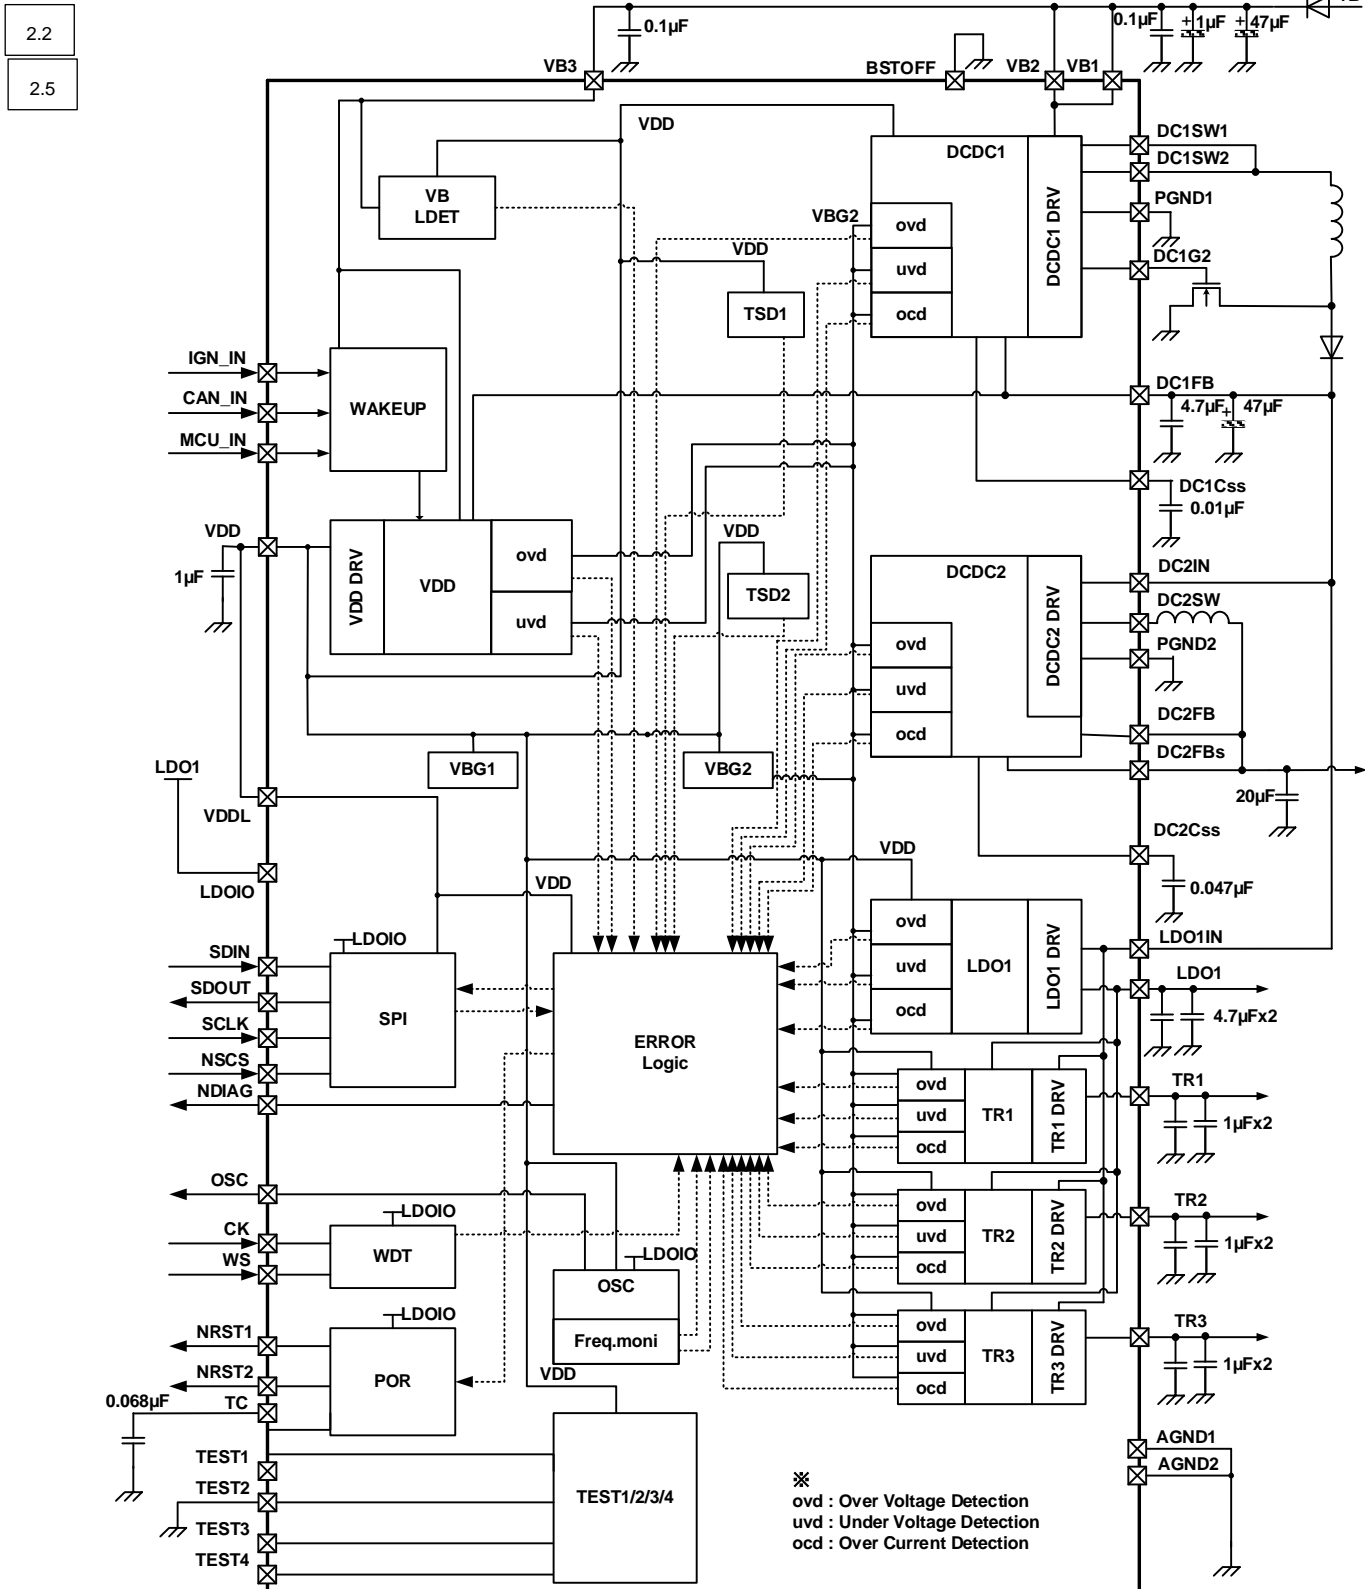 2.2
2.5
0.1µF
0.1µF
+1µF
+47µF
VB3
BSTOFF
VB2
VB1
VDD
DCDC1
DC1SW1
DC1SW2
VB
LDET
VBG2
ovd
uvd
ocd
DCDC1 DRV
PGND1
VDD
DC1G2
TSD1
IGN_IN
CAN_IN
MCU_IN
WAKEUP
DC1FB
4.7µF
+
47µF
DC1Css
0.01µF
VDD
1µF
VDD DRV
VDD
ovd
uvd
VDD
TSD2
DCDC2
DCDC2 DRV
ovd
uvd
ocd
DC2IN
DC2SW
PGND2
DC2FB
DC2FBs
20µF
LDO1
VBG1
VBG2
VDDL
LDOIO
VDD
VDD
DC2Css
0.047µF
LDO1IN
ovd
uvd
ocd
LDO1
LDO1 DRV
LDO1
4.7µFx2
SDIN
SDOUT
SCLK
NSCS
NDIAG
LDOIO
SPI
ERROR
Logic
ovd
uvd
ocd
TR1
TR1 DRV
TR1
1µFx2
OSC
CK
WS
LDOIO
WDT
LDOIO
OSC
Freq.moni
ovd
uvd
ocd
TR2
TR2 DRV
TR2
1µFx2
NRST1
NRST2
TC
0.068µF
LDOIO
POR
VDD
ovd
uvd
ocd
TR3
TR3 DRV
TR3
1µFx2
TEST1
TEST2
TEST3
TEST4
TEST1/2/3/4
AGND1
AGND2
※
ovd : Over Voltage Detection
uvd : Under Voltage Detection
ocd : Over Current Detection